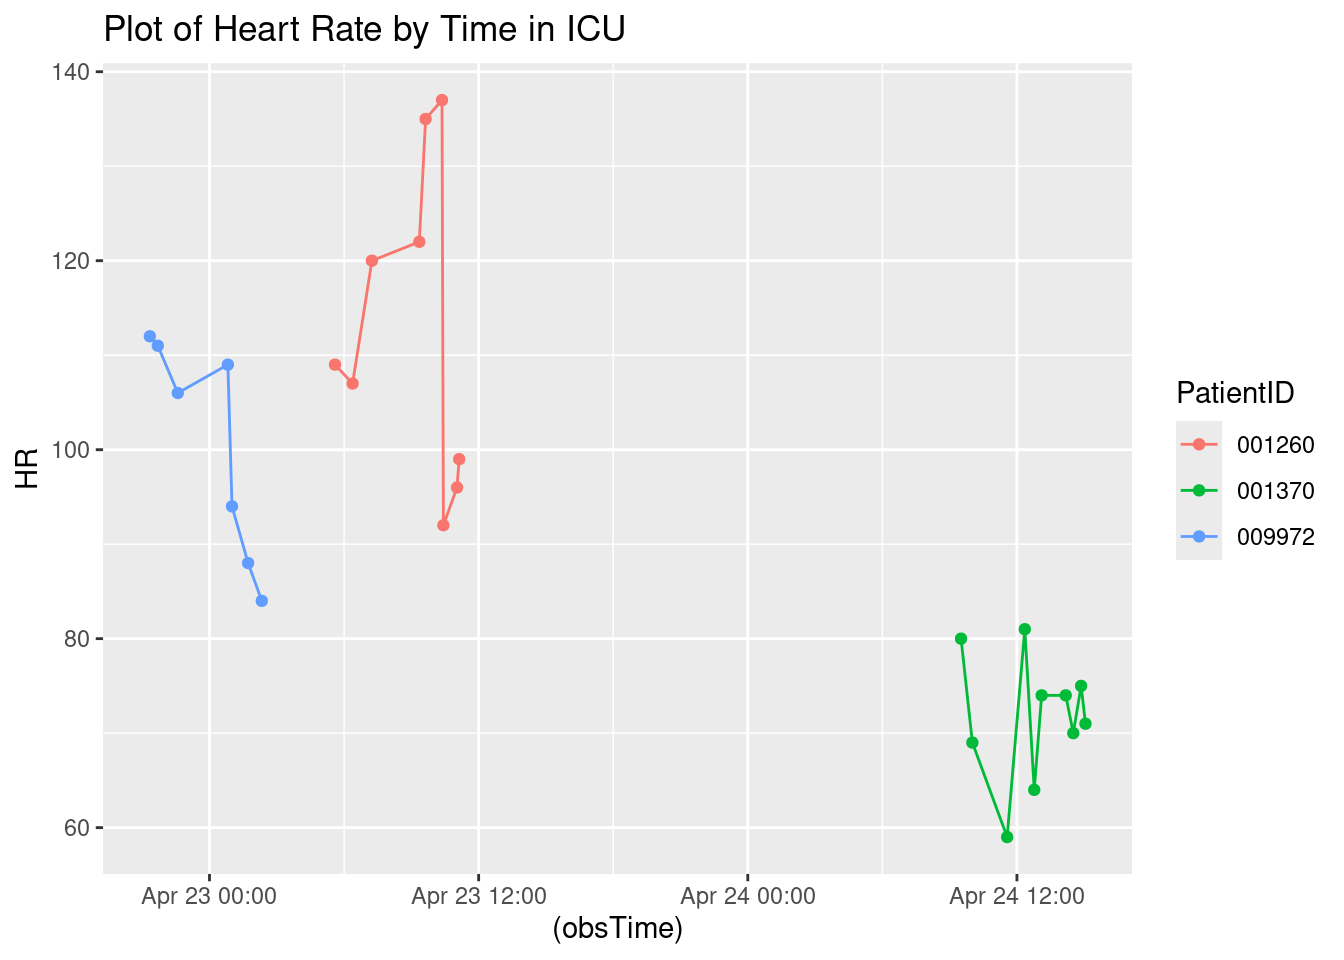 Plot of Heart Rate by Time in ICU
140
120
100
80
60
HR
Apr 23 00:00
Apr 23 12:00
Apr 24 00:00
Apr 24 12:00
(obsTime)
PatientID
001260
001370
009972